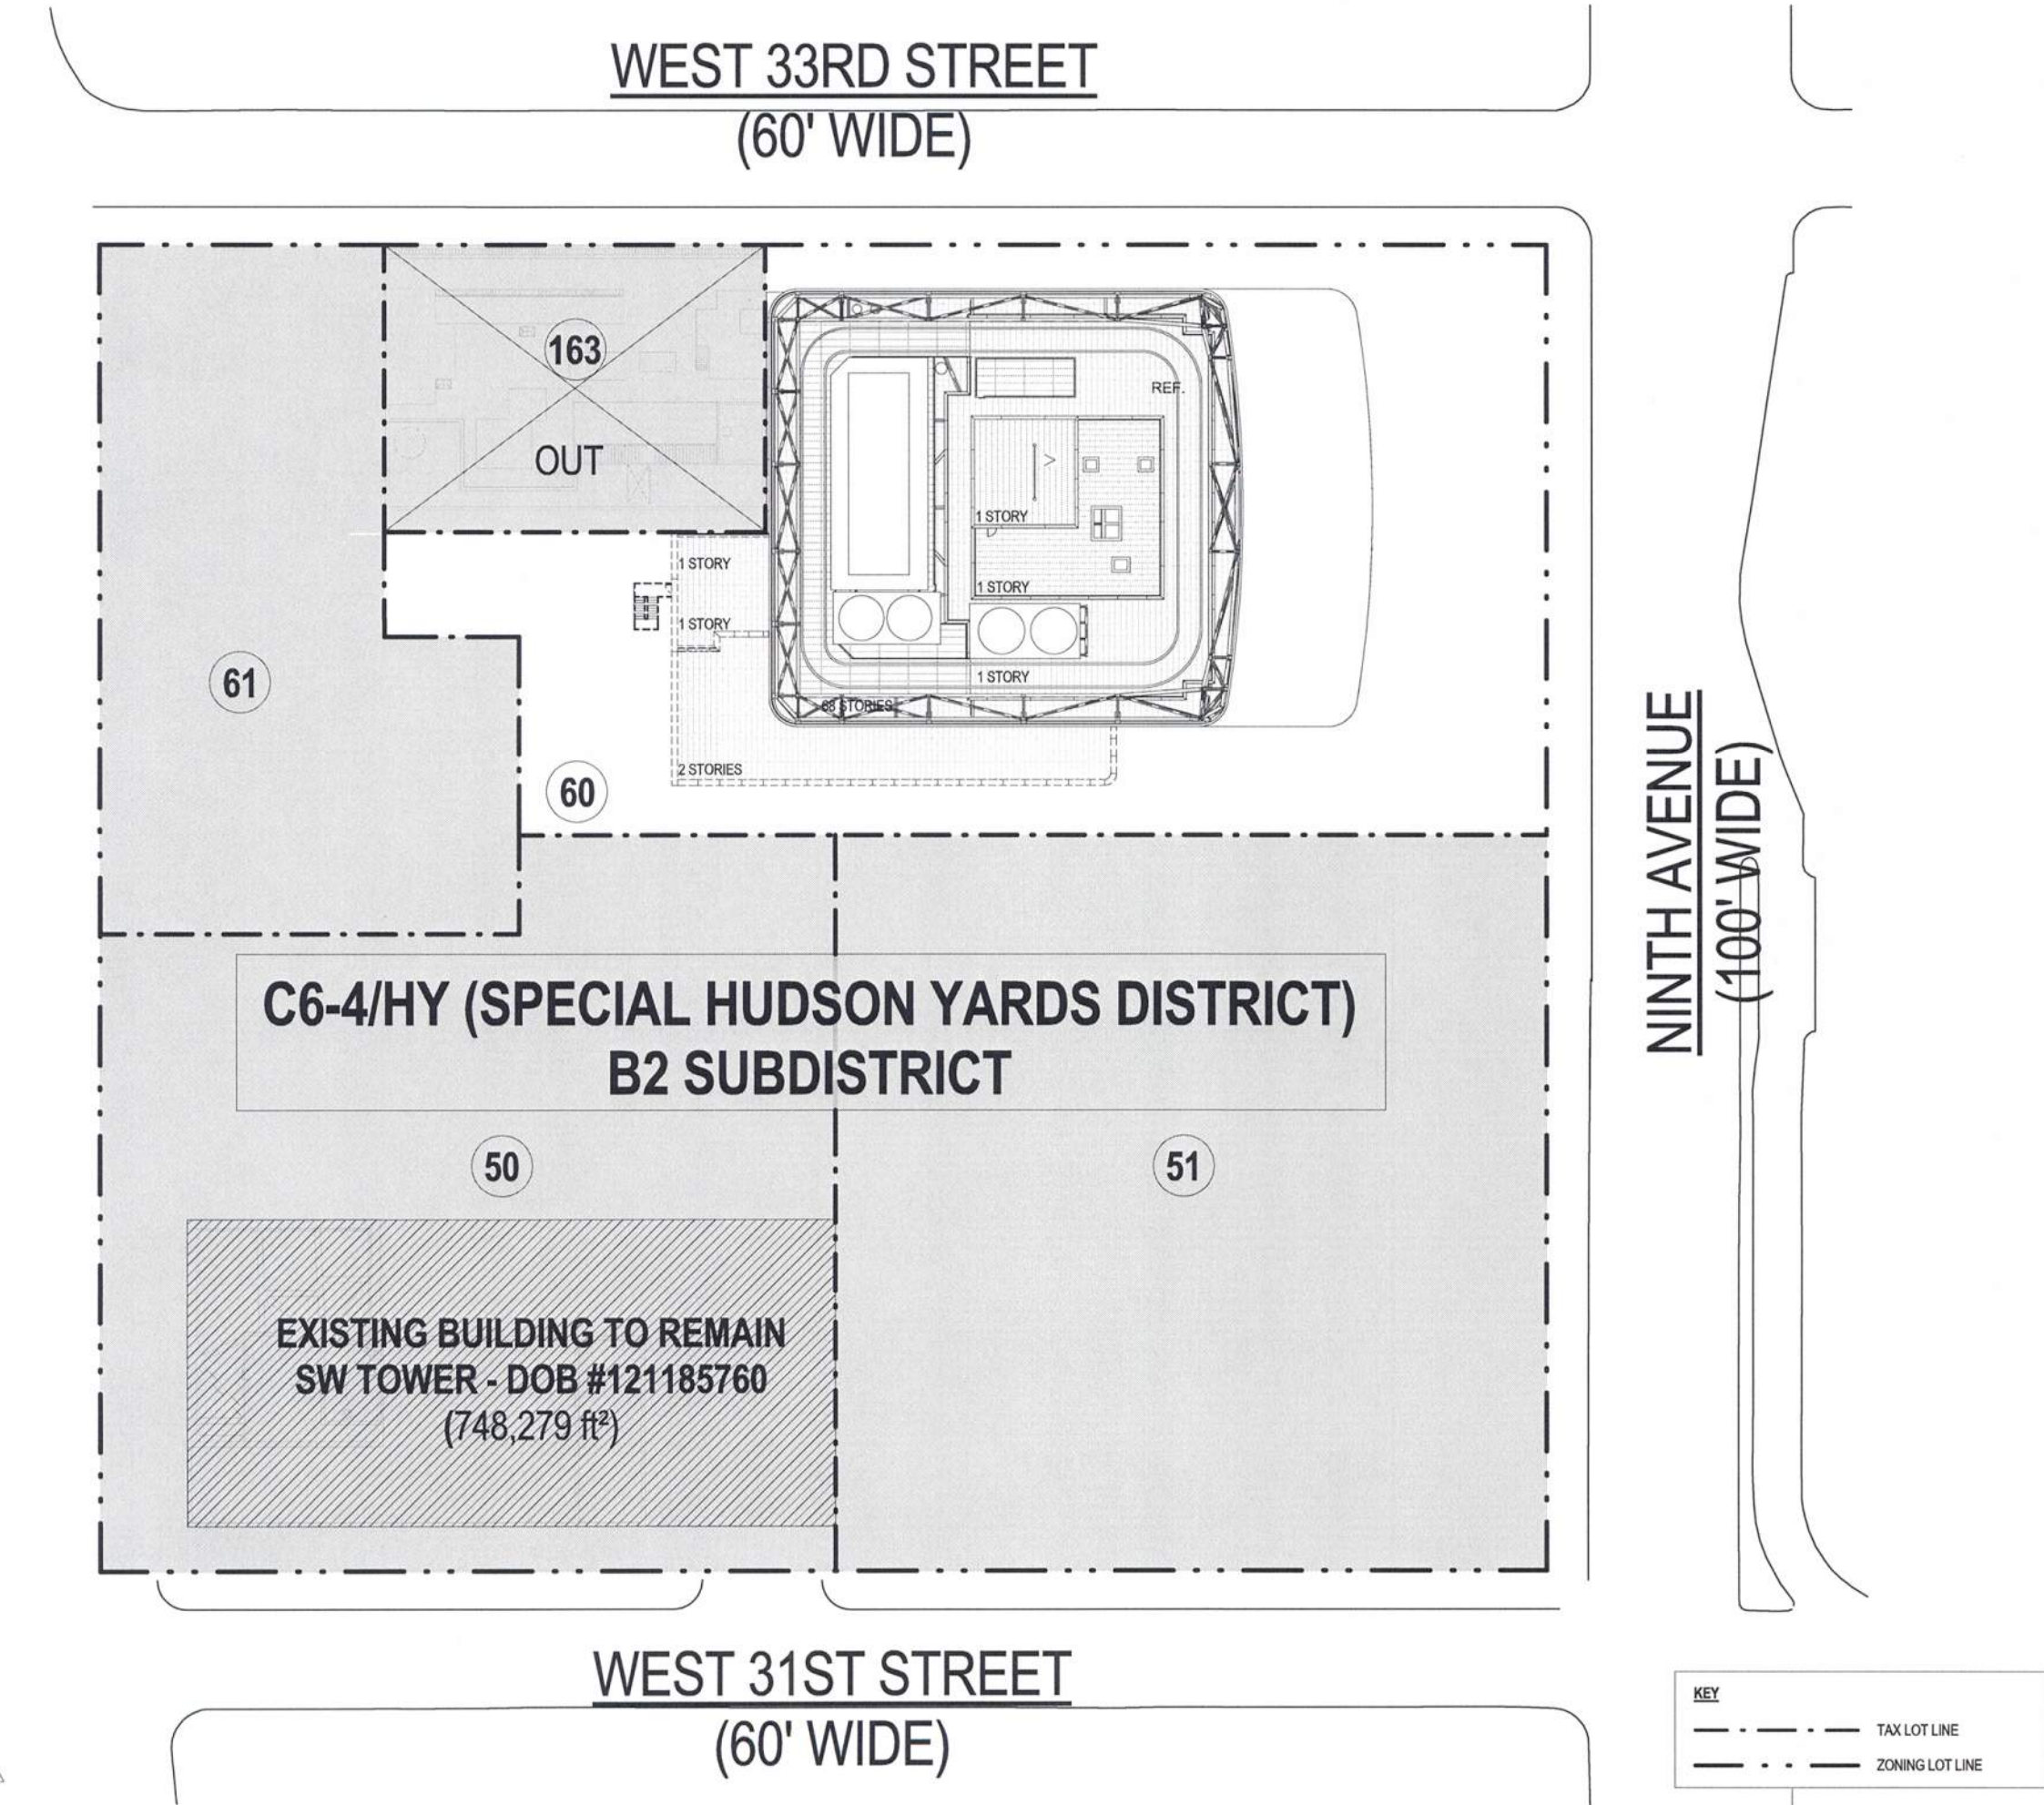 WEST 33RD STREET
(60' WIDE)
163
OUT
REF.
1 STORY
1 STORY
1 STORY
1 STORY
1 STORY
68 STORIES
2 STORIES
61
60
NINTH AVENUE
(100' WIDE)
C6-4/HY (SPECIAL HUDSON YARDS DISTRICT)
B2 SUBDISTRICT
50
51
EXISTING BUILDING TO REMAIN
SW TOWER - DOB #121185760
(748,279 ft²)
WEST 31ST STREET
(60' WIDE)
KEY
TAX LOT LINE
ZONING LOT LINE